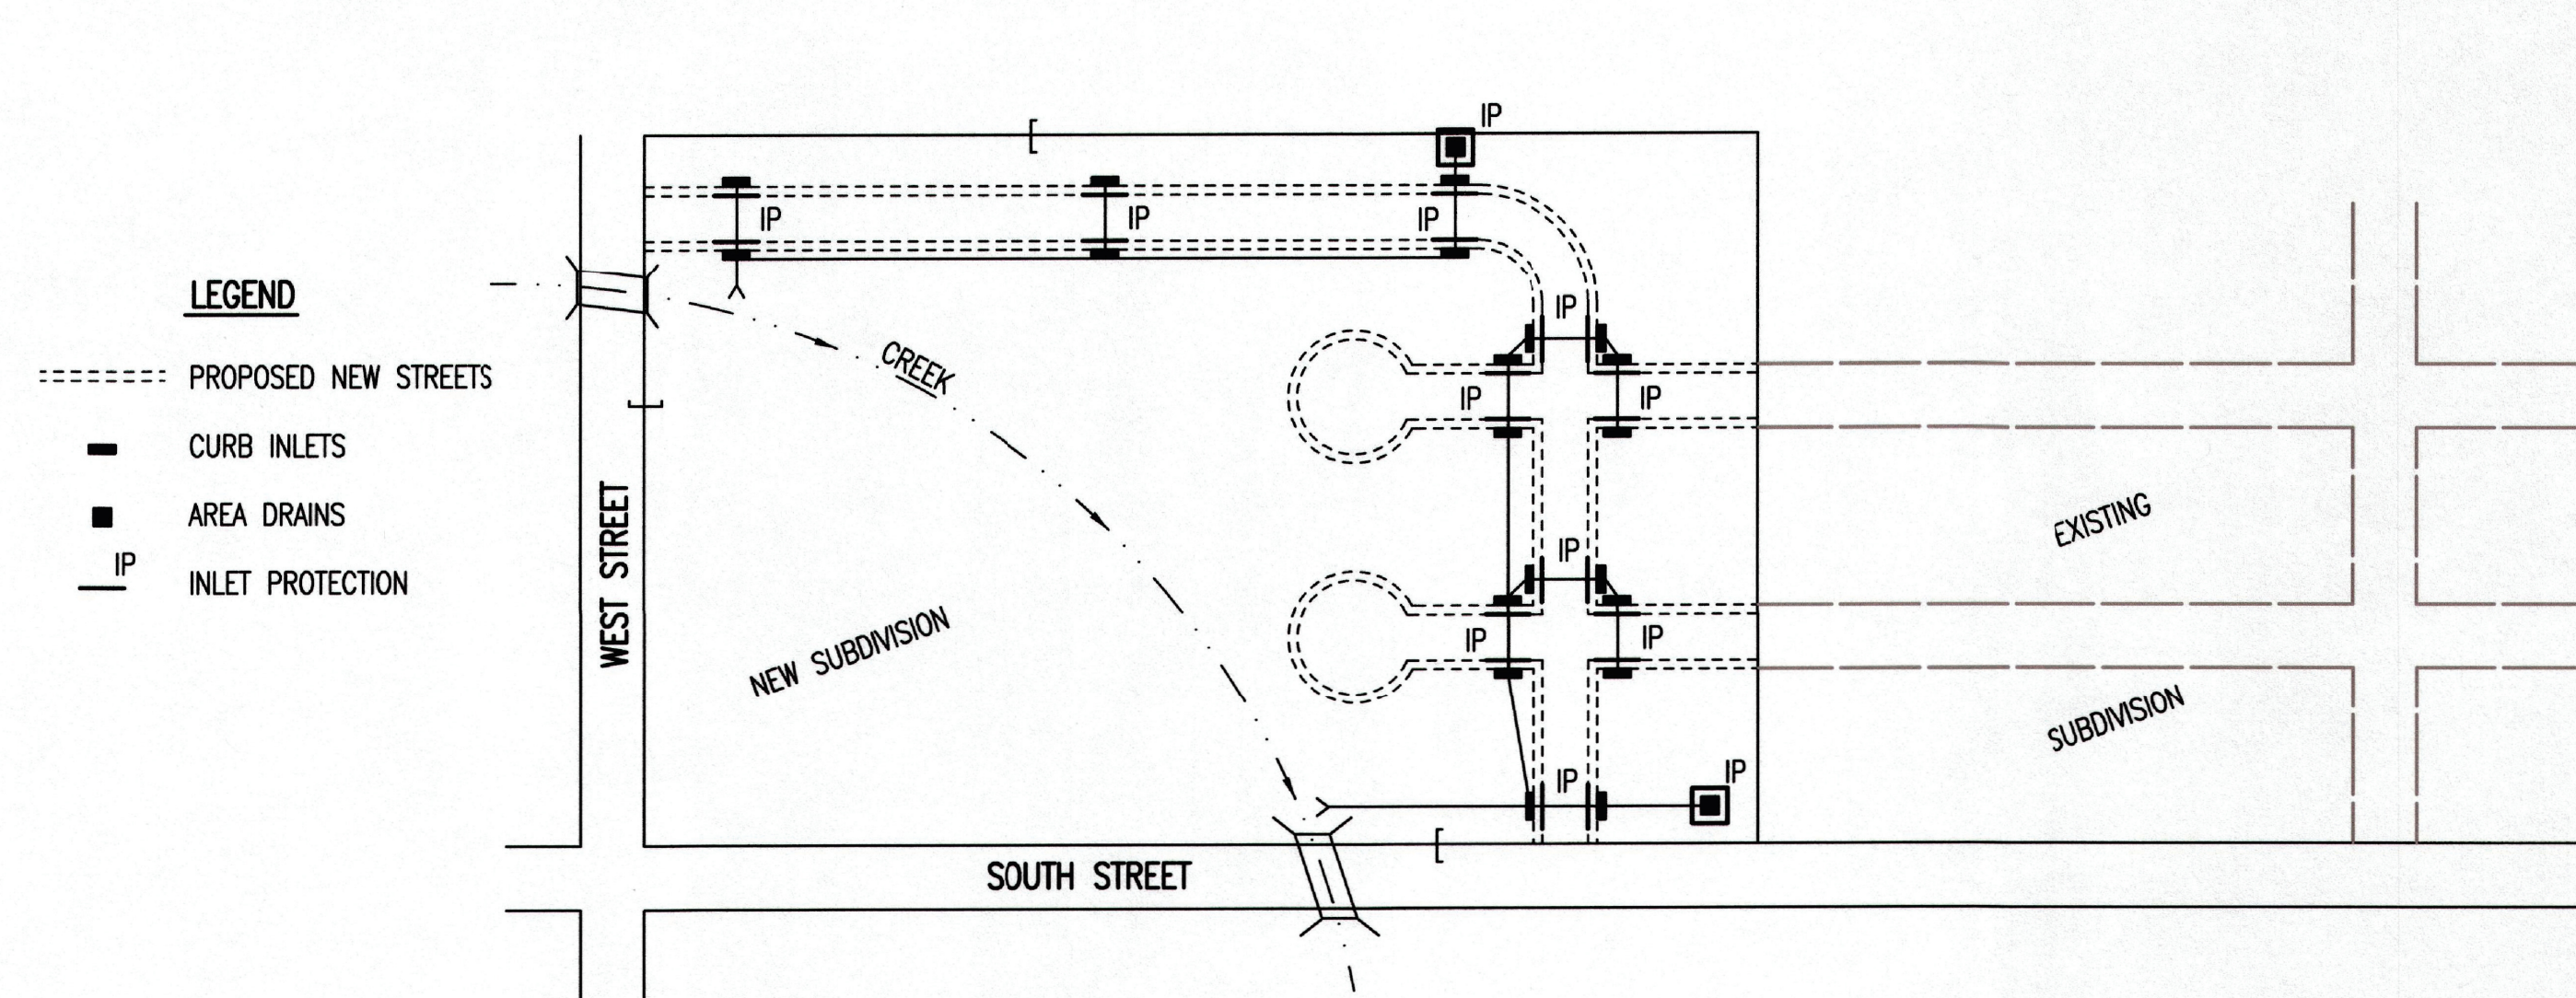 IP
IP
IP
IP
LEGEND
PROPOSED NEW STREETS
CURB INLETS
AREA DRAINS
IP
INLET PROTECTION
WEST STREET
CREEK
NEW SUBDIVISION
IP
IP
IP
IP
IP
IP
IP
IP
SOUTH STREET
EXISTING
SUBDIVISION